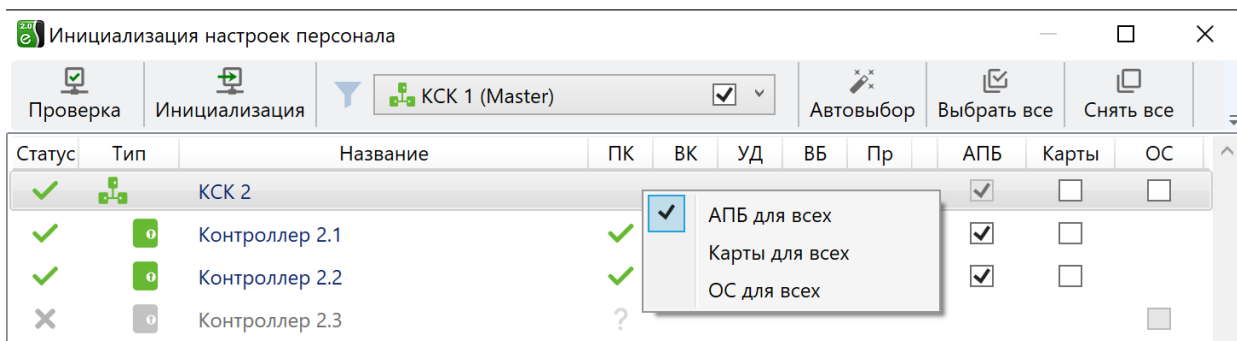 2.0 Инициализация настроек персонала
Проверка Инициализация КСК 1 (Master) Автовыбор Выбрать все Снять все
Статус Тип Название ПК ВК УД ВБ Пр АПБ Карты ОС
КСК 2
АПБ для всех
Контроллер 2.1
Карты для всех
Контроллер 2.2
ОС для всех
Контроллер 2.3 ?